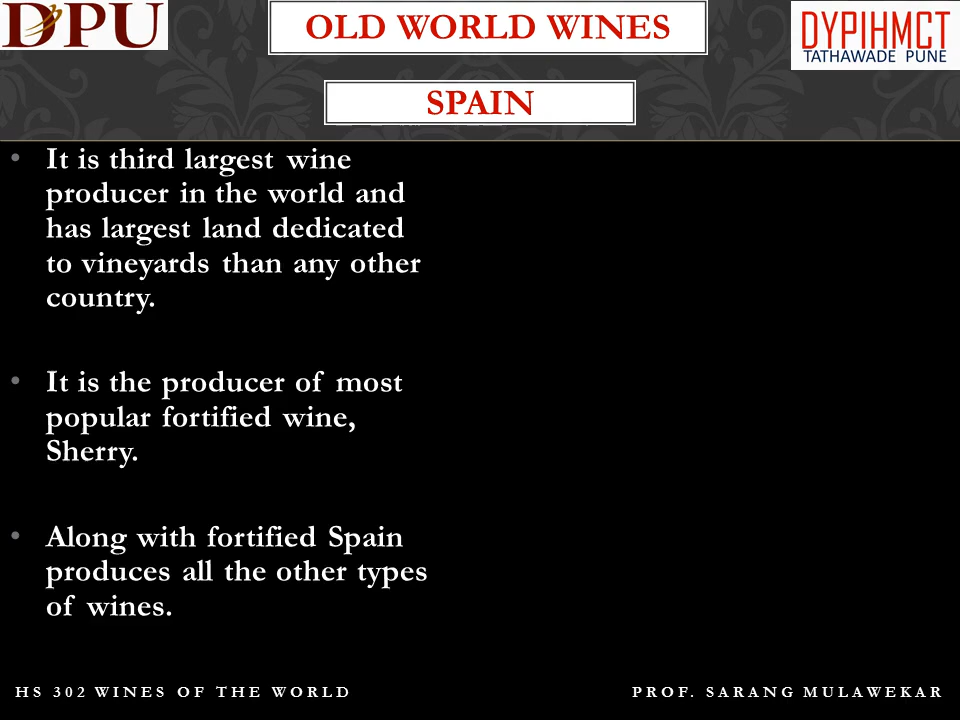 DPU
OLD WORLD WINES
DYPIHMCT
TATHAWADE PUNE
SPAIN
• It is third largest wine
producer in the world and
has largest land dedicated
to vineyards than any other
country.
• It is the producer of most
popular fortified wine,
Sherry.
• Along with fortified Spain
produces all the other types
of wines.
HS 302 WINES OF THE WORLD
PROF. SARANG MULAWEKAR